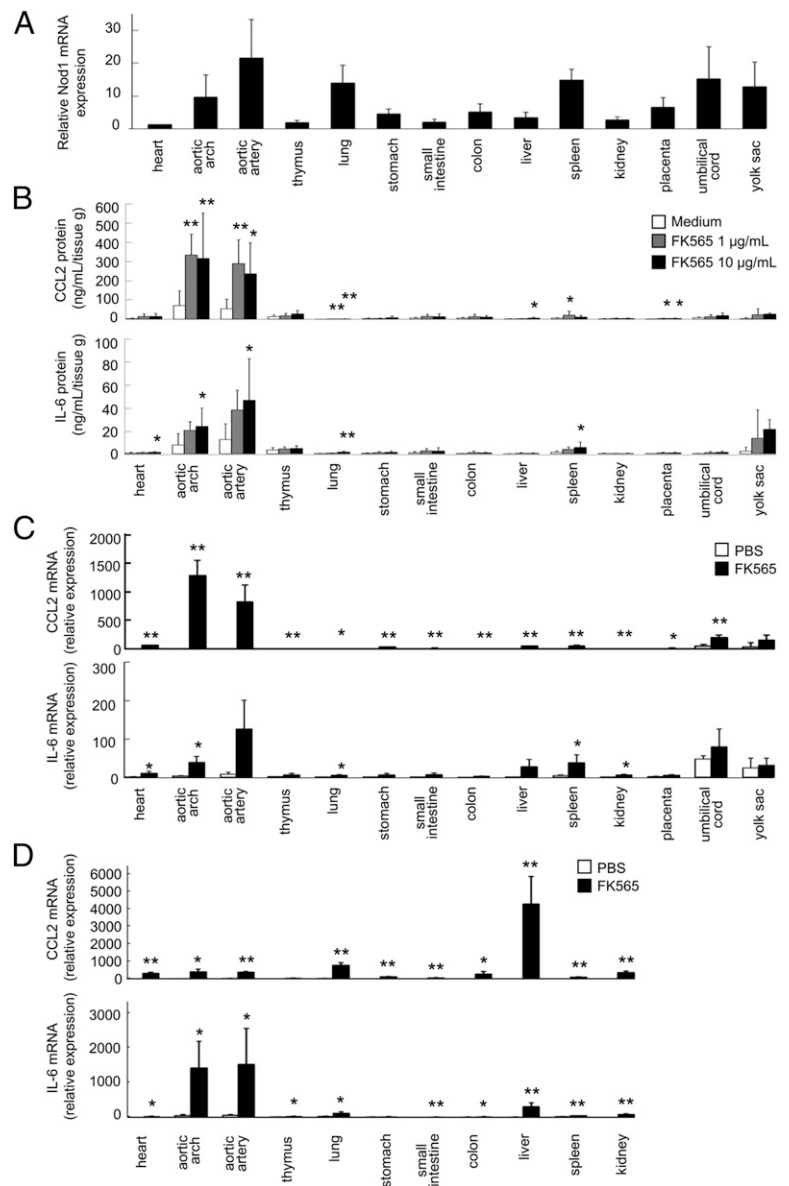 A
Relative Nod1 mRNA
expression
30
20
10
0
heart
aortic
arch
aortic
artery
thymus
lung
stomach
small
intestine
colon
liver
spleen
kidney
placenta
umbilical
cord
yolk sac
B
CCL2 protein
(ng/mL/tissue g)
600
500
400
300
200
100
0
** ** ** * ** ** * * * *
Medium
FK565 1 µg/mL
FK565 10 µg/mL
IL-6 protein
(ng/mL/tissue g)
100
80
60
40
20
0
* * * ** *
heart
aortic
arch
aortic
artery
thymus
lung
stomach
small
intestine
colon
liver
spleen
kidney
placenta
umbilical
cord
yolk sac
C
CCL2 mRNA
(relative expression)
2000
1500
1000
500
0
** ** ** ** * ** ** ** ** ** ** * **
PBS
FK565
IL-6 mRNA
(relative expression)
300
200
100
0
* * * * *
heart
aortic
arch
aortic
artery
thymus
lung
stomach
small
intestine
colon
liver
spleen
kidney
placenta
umbilical
cord
yolk sac
D
CCL2 mRNA
(relative expression)
6000
5000
4000
3000
2000
1000
0
** * ** ** ** ** * ** ** **
PBS
FK565
IL-6 mRNA
(relative expression)
3000
2000
1000
0
* * * * * ** * ** ** **
heart
aortic
arch
aortic
artery
thymus
lung
stomach
small
intestine
colon
liver
spleen
kidney